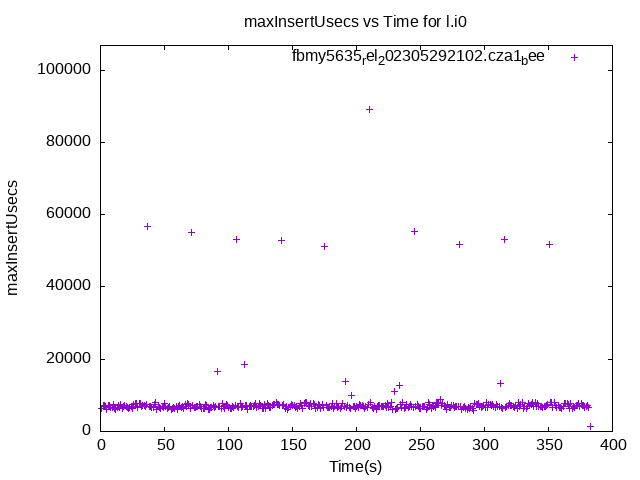 maxInsertUsecs vs Time for l.i0
fbmy5635rel202305292102.cza1bee
100000
80000
60000
40000
20000
0
maxInsertUsecs
0 50 100 150 200 250 300 350 400
Time(s)